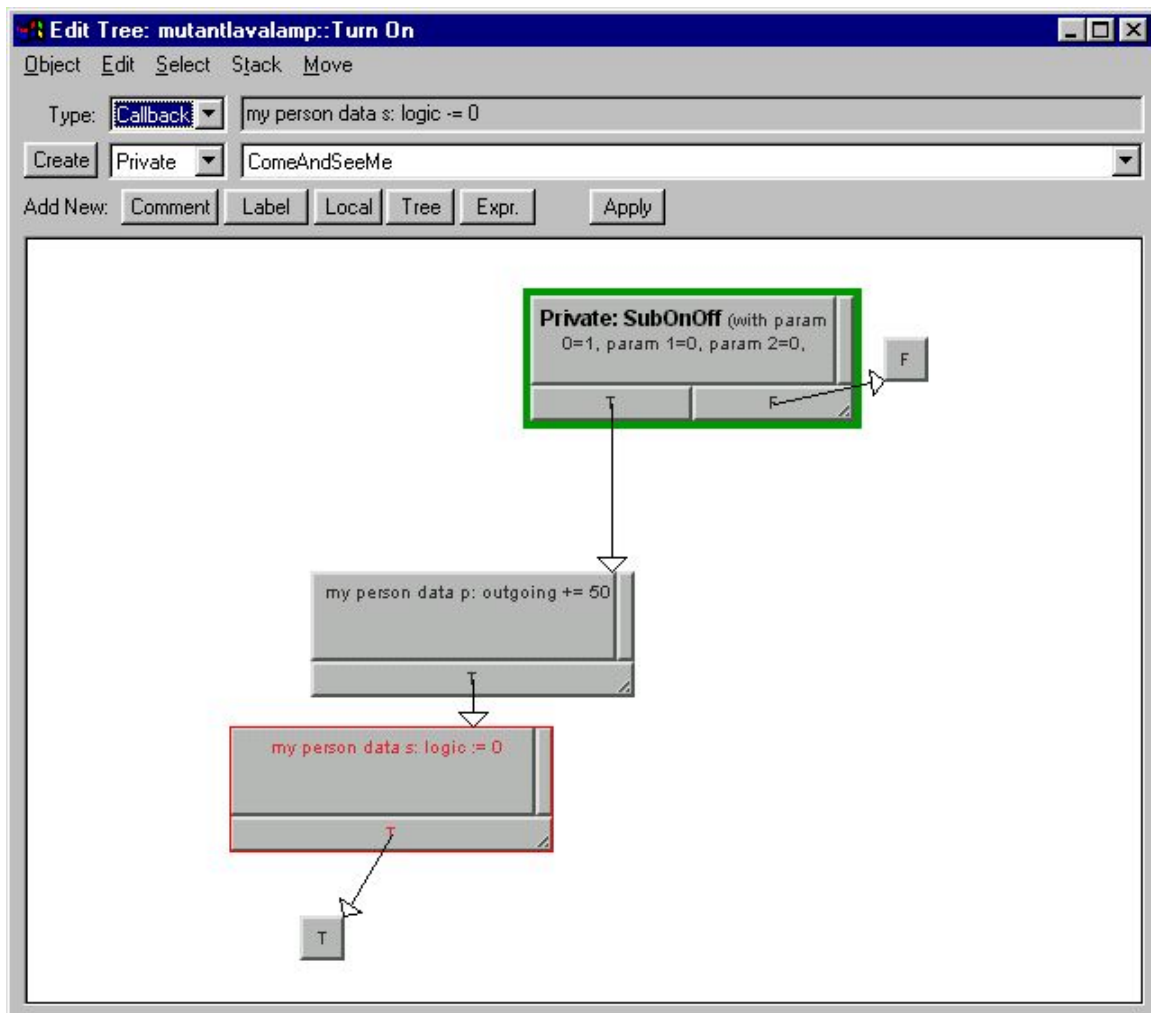 Edit Tree: mutantlavalamp::Turn On
Object Edit Select Stack Move
Type: Callback my person data s: logic -= 0
Create Private ComeAndSeeMe
Add New: Comment Label Local Tree Expr. Apply
Private: SubOnOff (with param
0=1, param 1=0, param 2=0,
F
T F
my person data p: outgoing += 50
T
my person data s: logic := 0
T
T